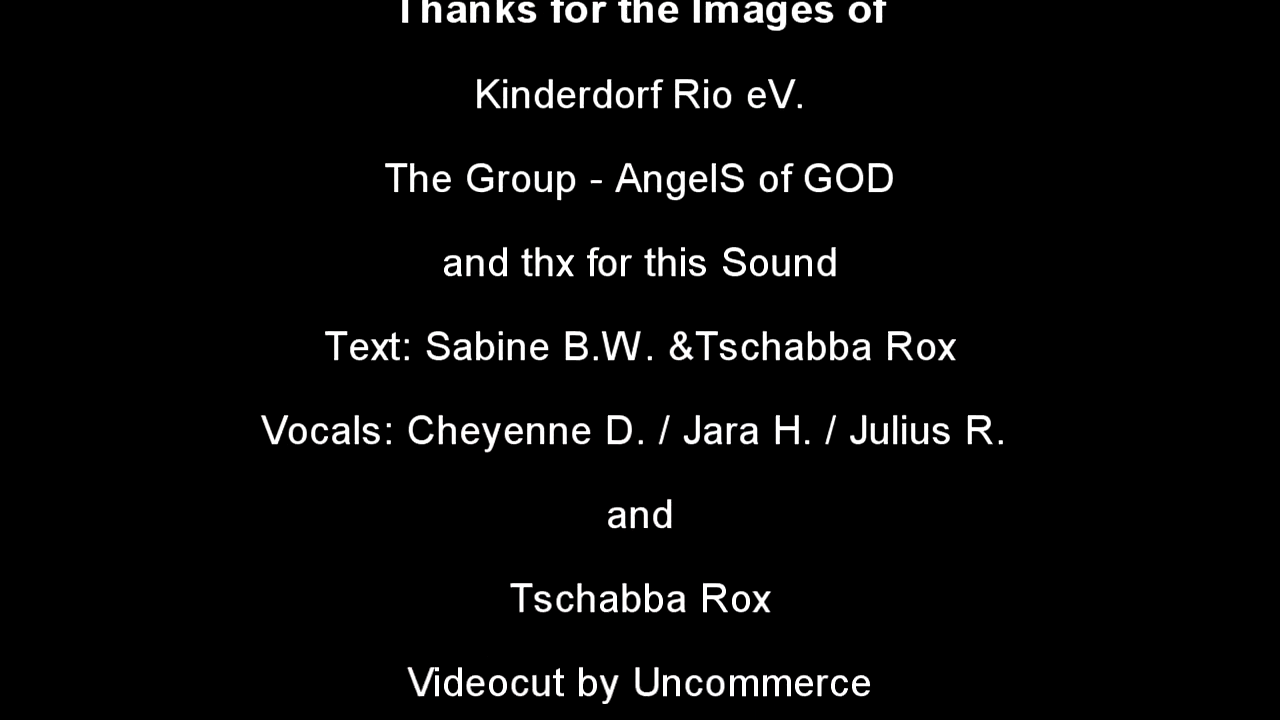 Thanks for the Images of
Kinderdorf Rio eV.
The Group - AngelS of GOD
and thx for this Sound
Text: Sabine B.W. &Tschabba Rox
Vocals: Cheyenne D. / Jara H. / Julius R.
and
Tschabba Rox
Videocut by Uncommerce